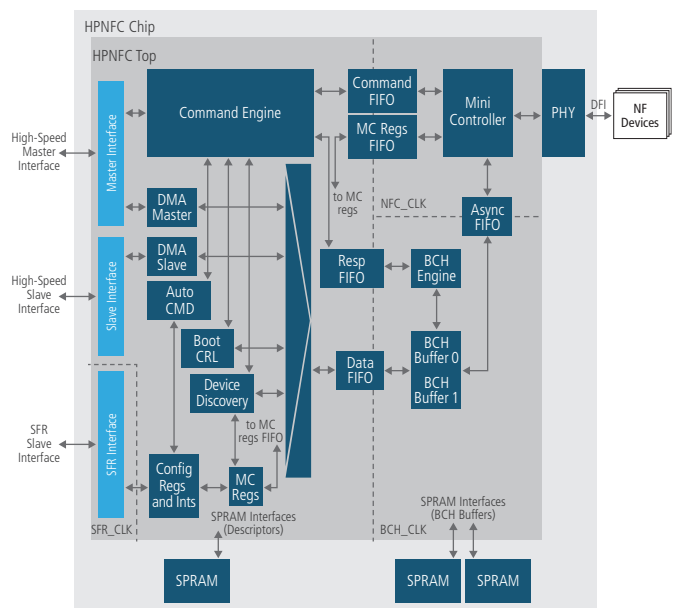 HPNFC Chip
HPNFC Top
High-Speed
Master
Interface
Master Interface
Command Engine
Command
FIFO
MC Regs
FIFO
Mini
Controller
PHY
DFI
NF
Devices
to MC
regs
NFC_CLK
DMA
Master
Async
FIFO
High-Speed
Slave
Interface
Slave Interface
DMA
Slave
Resp
FIFO
BCH
Engine
Auto
CMD
Boot
CRL
Data
FIFO
BCH
Buffer 0
BCH
Buffer 1
Device
Discovery
SFR
Slave
Interface
SFR Interface
to MC
regs FIFO
Config
Regs
and Ints
MC
Regs
SFR_CLK
SPRAM Interfaces
(Descriptors)
BCH_CLK
SPRAM Interfaces
(BCH Buffers)
SPRAM
SPRAM
SPRAM